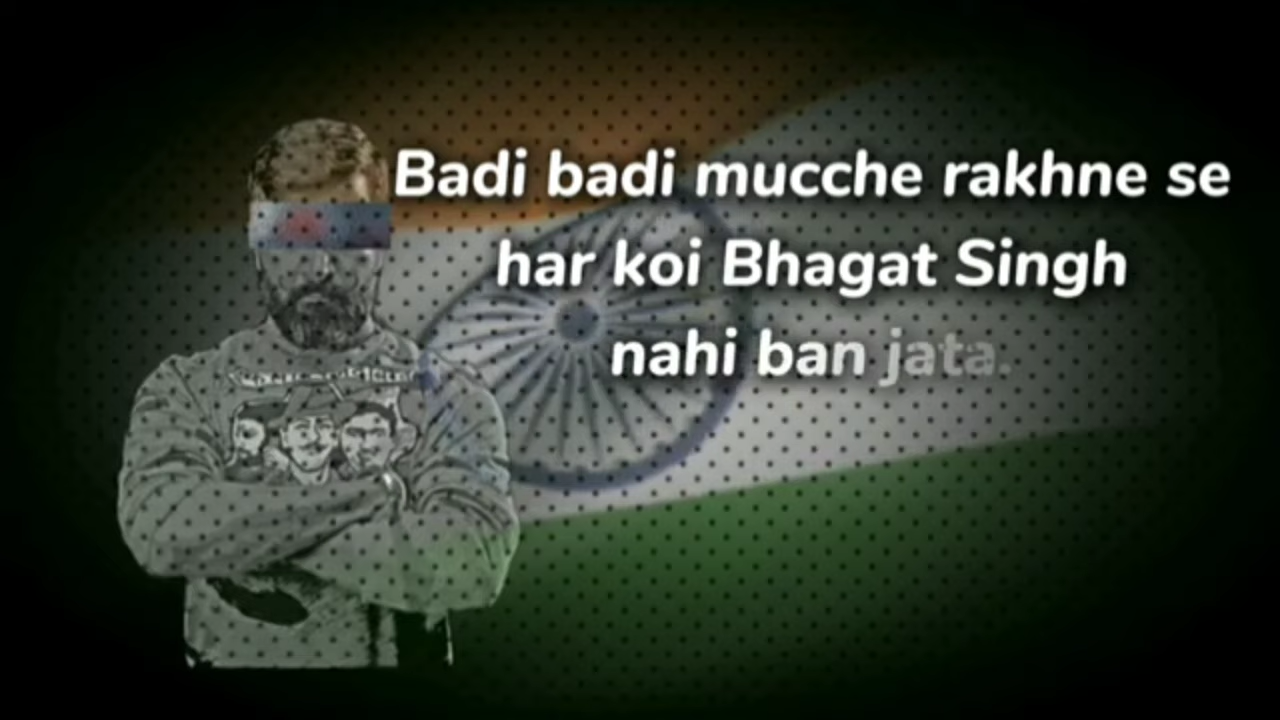 Badi badi mucche rakhne se
har koi Bhagat Singh
nahi ban jata.